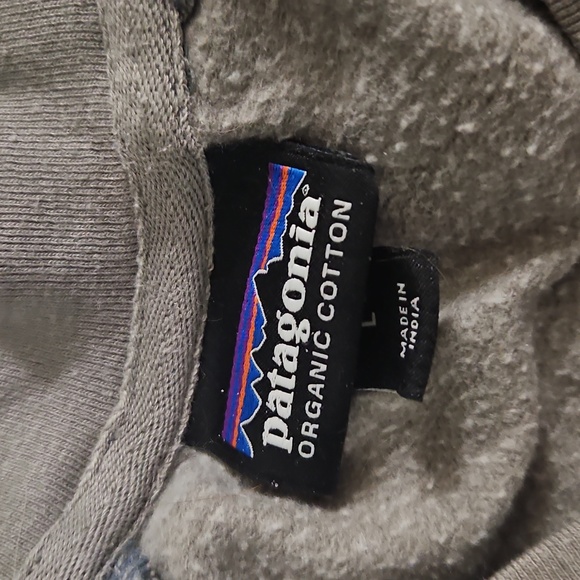 patagonia®
ORGANIC COTTON
L
MADE IN
INDIA